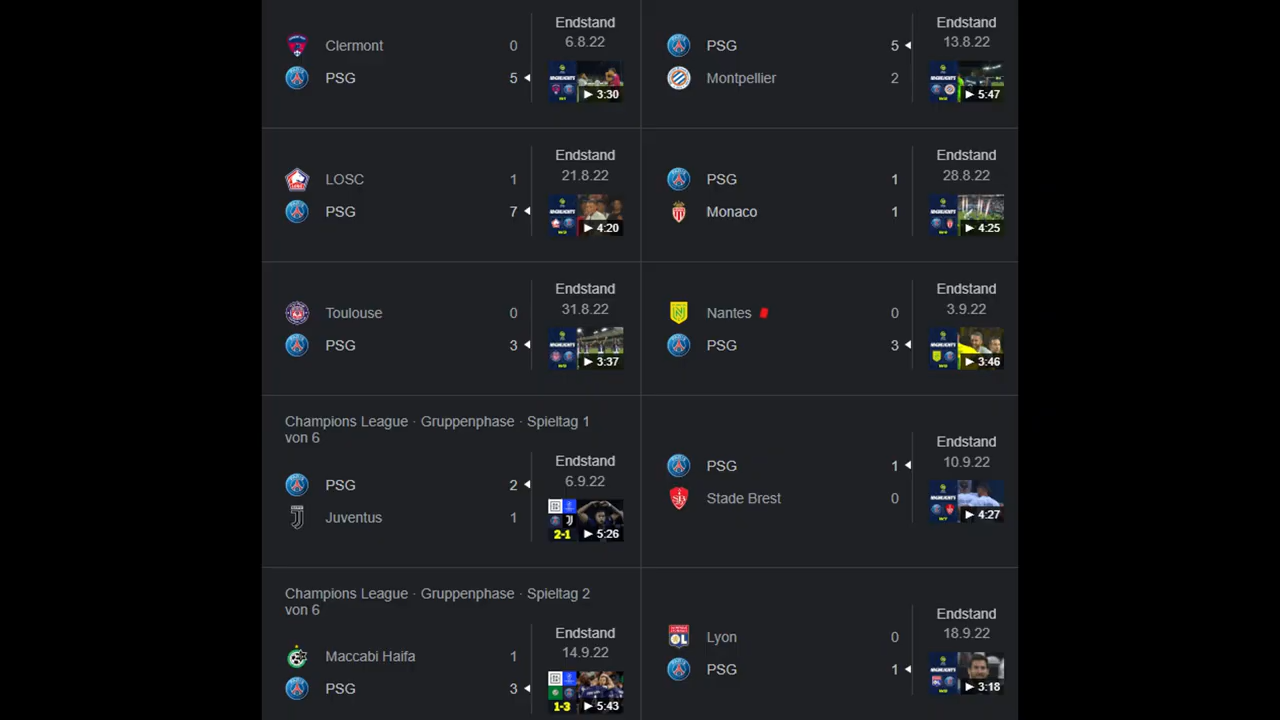 Endstand
6.8.22
Clermont 0
PSG 5
3:30
Endstand
13.8.22
PSG 5
Montpellier 2
5:47
Endstand
21.8.22
LOSC 1
PSG 7
4:20
Endstand
28.8.22
PSG 1
Monaco 1
4:25
Endstand
31.8.22
Toulouse 0
PSG 3
3:37
Endstand
3.9.22
Nantes 0
PSG 3
3:46
Champions League · Gruppenphase · Spieltag 1
von 6
Endstand
6.9.22
PSG 2
Juventus 1
2-1
5:26
Endstand
10.9.22
PSG 1
Stade Brest 0
4:27
Champions League · Gruppenphase · Spieltag 2
von 6
Endstand
14.9.22
Maccabi Haifa 1
PSG 3
1-3
5:43
Endstand
18.9.22
Lyon 0
PSG 1
3:18